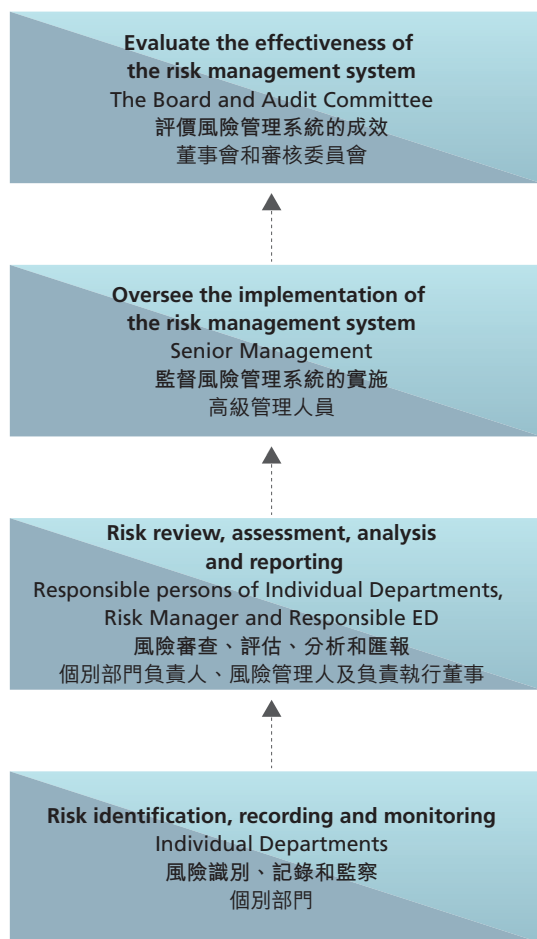 Evaluate the effectiveness of
the risk management system
The Board and Audit Committee
評價風險管理系統的成效
董事會和審核委員會
Oversee the implementation of
the risk management system
Senior Management
監督風險管理系統的實施
高級管理人員
Risk review, assessment, analysis
and reporting
Responsible persons of Individual Departments,
Risk Manager and Responsible ED
風險審查、評估、分析和匯報
個別部門負責人、風險管理人及負責執行董事
Risk identification, recording and monitoring
Individual Departments
風險識別、記錄和監察
個別部門